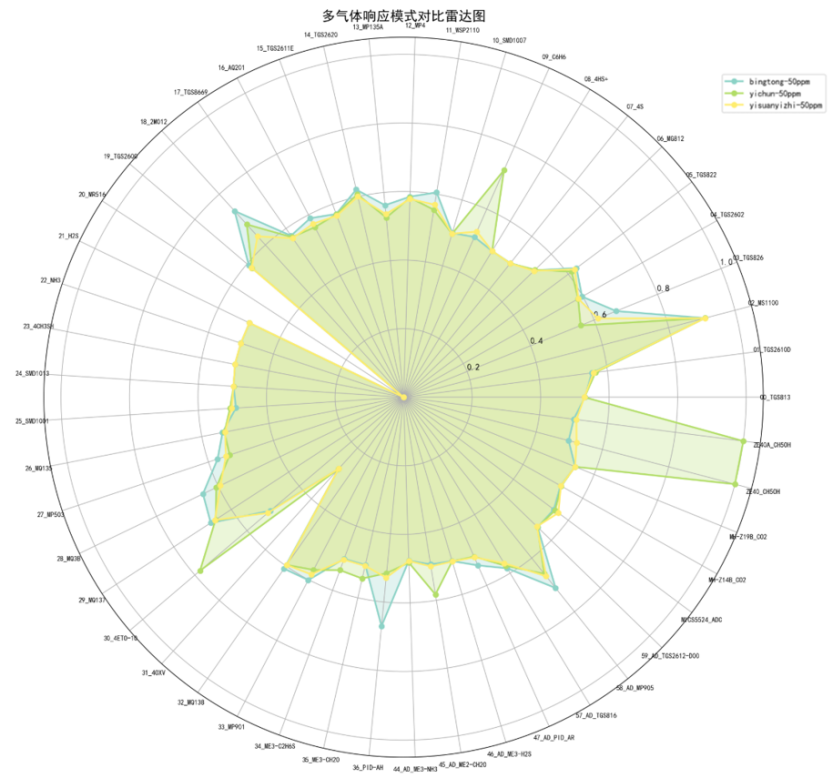 多气体响应模式对比雷达图
bingtong-50ppm
yichun-50ppm
yisuanyizhi-50ppm
0.2
0.4
0.6
0.8
1.0
00_TGS813
01_TGS2610D
02_MS1100
03_TGS826
04_TGS2602
05_TGS822
06_MG812
07_4S
08_4HS+
09_C6H6
10_SMD1007
11_WSP2110
12_MP4
13_MP135A
14_TGS2620
15_TGS2611E
16_AQ201
17_TGS8669
18_2M012
19_TGS2600
20_MR516
21_H2S
22_NH3
23_4CH3SH
24_SMD1013
25_SMD1001
26_MQ135
27_MP503
28_MQ3B
29_MQ137
30_4ETO-10
31_4OXV
32_MQ138
33_MP901
34_ME3-C2H6S
35_ME3-CH2O
36_PID-AH
44_AD_ME3-NH3
45_AD_ME2-CH2O
46_AD_ME3-H2S
47_AD_PID_AR
57_AD_TGS816
58_AD_MP905
59_AD_TGS2612-D00
MH-Z14B_CO2
MH-Z19B_CO2
ZE40_CH5OH
ZE40A_CH5OH